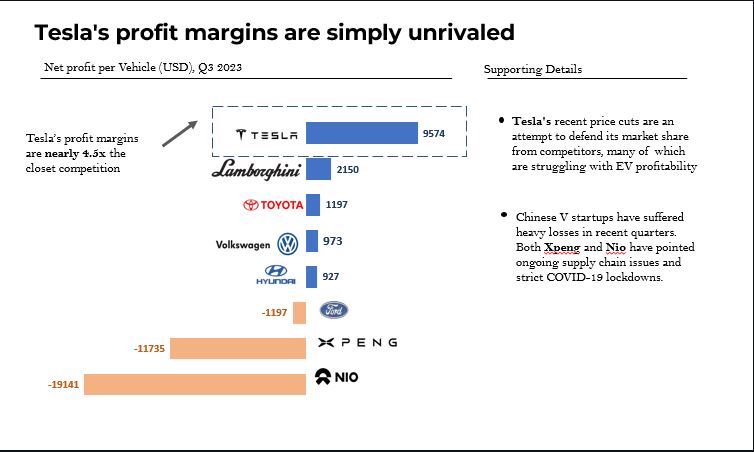 Tesla's profit margins are simply unrivaled
Net profit per Vehicle (USD), Q3 2023
Supporting Details
Tesla's profit margins
are nearly 4.5x the
closet competition
TESLA 9574
Lamborghini 2150
TOYOTA 1197
Volkswagen 973
HYUNDAI 927
-1197 Ford
-11735 XPENG
-19141 NIO
• Tesla's recent price cuts are an
attempt to defend its market share
from competitors, many of which
are struggling with EV profitability
• Chinese V startups have suffered
heavy losses in recent quarters.
Both Xpeng and Nio have pointed
ongoing supply chain issues and
strict COVID-19 lockdowns.